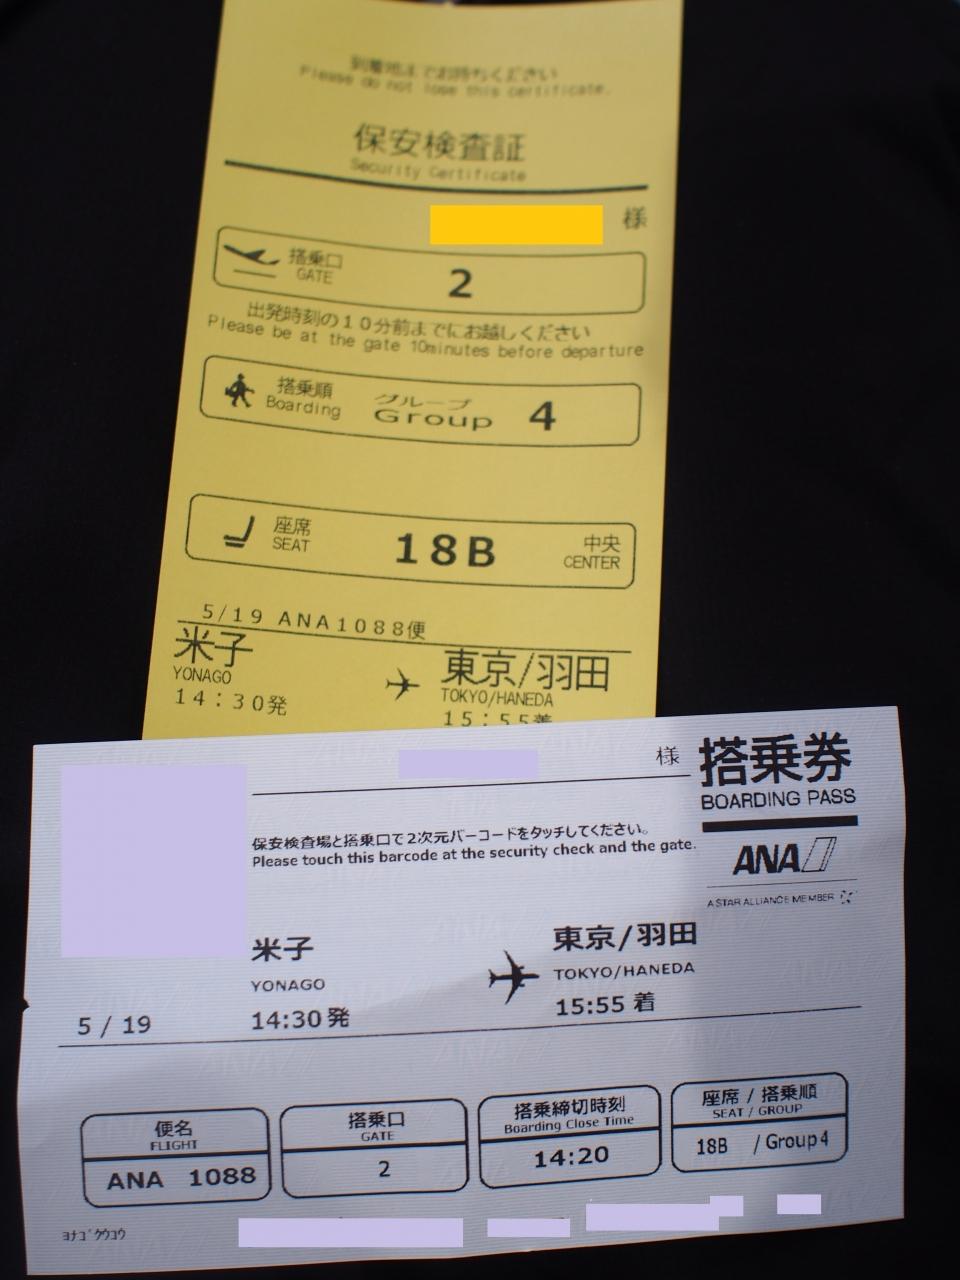 到着地までお持ちください
Please do not lose this certificate.
保安検査証
Security Certificate
様
搭乗口
GATE
2
出発時刻の10分前までにお越しください
Please be at the gate 10minutes before departure
搭乗順
Boarding
グループ
Group 4
座席
SEAT
18B
中央
CENTER
5/19 ANA1088便
米子
YONAGO
14:30発
東京/羽田
TOKYO/HANEDA
15:55着
様
搭乗券
BOARDING PASS
保安検査場と搭乗口で2次元バーコードをタッチしてください。
Please touch this barcode at the security check and the gate.
ANA
A STAR ALLIANCE MEMBER
5 / 19
米子
YONAGO
14:30 発
東京/羽田
TOKYO/HANEDA
15:55 着
便名
FLIGHT
ANA 1088
搭乗口
GATE
2
搭乗締切時刻
Boarding Close Time
14:20
座席 / 搭乗順
SEAT / GROUP
18B / Group4
ﾖﾅｺﾞｸｳｺｳ